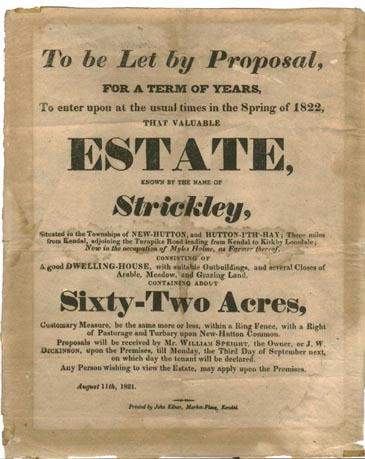 To be Let by Proposal,
FOR A TERM OF YEARS,
To enter upon at the usual times in the Spring of 1822,
THAT VALUABLE
ESTATE,
KNOWN BY THE NAME OF
Strickley,
Situated in the Townships of NEW-HUTTON, and HUTTON-I'TH-HAY; Three miles
from Kendal, adjoining the Turnpike Road leading from Kendal to Kirkby Lonsdale;
Now in the occupation of Myles Holme, as Farmer thereof.
CONSISTING OF
A good DWELLING-HOUSE, with suitable Outbuildings, and several Closes of
Arable, Meadow, and Grazing Land.
CONTAINING ABOUT
Sixty-Two Acres,
Customary Measure, be the same more or less, within a Ring Fence, with a Right
of Pasturage and Turbary upon New-Hutton Common.
Proposals will be received by Mr. WILLIAM SPEIGHT, the Owner, or J. W.
DICKINSON, upon the Premises, till Monday, the Third Day of September next,
on which day the tenant will be declared.
Any Person wishing to view the Estate, may apply upon the Premises.
August 11th, 1821.
Printed by John Kilner, Market-Place, Kendal.